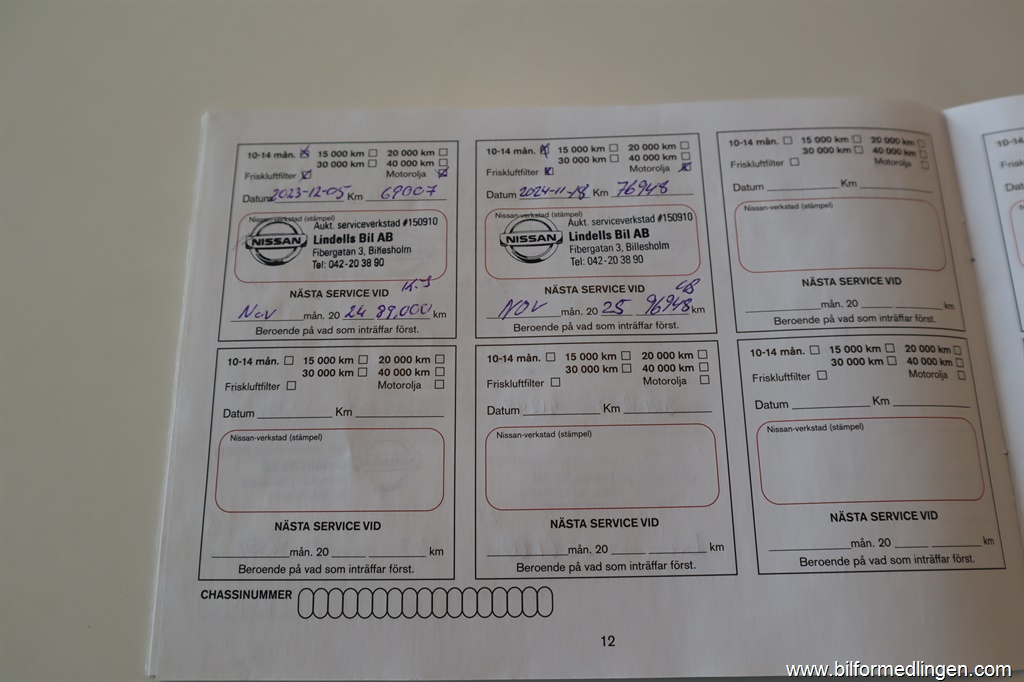 10-14 mån. 15 000 km 20 000 km
30 000 km 40 000 km
Friskluftfilter Motorolja
Datum 2023-12-05 Km 69007
Nissan-verkstad (stämpel)
NISSAN
Aukt. serviceverkstad #150910
Lindells Bil AB
Fibergatan 3, Billesholm
Tel: 042-20 38 90
NÄSTA SERVICE VID
Nov mån. 20 24 89,000 km
Beroende på vad som inträffar först.
10-14 mån. 15 000 km 20 000 km
30 000 km 40 000 km
Friskluftfilter Motorolja
Datum 2024-11-18 Km 76948
Nissan-verkstad (stämpel)
NISSAN
Aukt. serviceverkstad #150910
Lindells Bil AB
Fibergatan 3, Billesholm
Tel: 042-20 38 90
NÄSTA SERVICE VID
NOV mån. 20 25 96948 km
Beroende på vad som inträffar först.
10-14 mån. 15 000 km 20 000 km
30 000 km 40 000 km
Friskluftfilter Motorolja
Datum Km
Nissan-verkstad (stämpel)
NÄSTA SERVICE VID
mån. 20 km
Beroende på vad som inträffar först.
10-14 mån. 15 000 km 20 000 km
30 000 km 40 000 km
Friskluftfilter Motorolja
Datum Km
Nissan-verkstad (stämpel)
NÄSTA SERVICE VID
mån. 20 km
Beroende på vad som inträffar först.
10-14 mån. 15 000 km 20 000 km
30 000 km 40 000 km
Friskluftfilter Motorolja
Datum Km
Nissan-verkstad (stämpel)
NÄSTA SERVICE VID
mån. 20 km
Beroende på vad som inträffar först.
10-14 mån. 15 000 km 20 000 km
30 000 km 40 000 km
Friskluftfilter Motorolja
Datum Km
Nissan-verkstad (stämpel)
NÄSTA SERVICE VID
mån. 20 km
Beroende på vad som inträffar först.
CHASSINUMMER
12
www.bilformedlingen.com